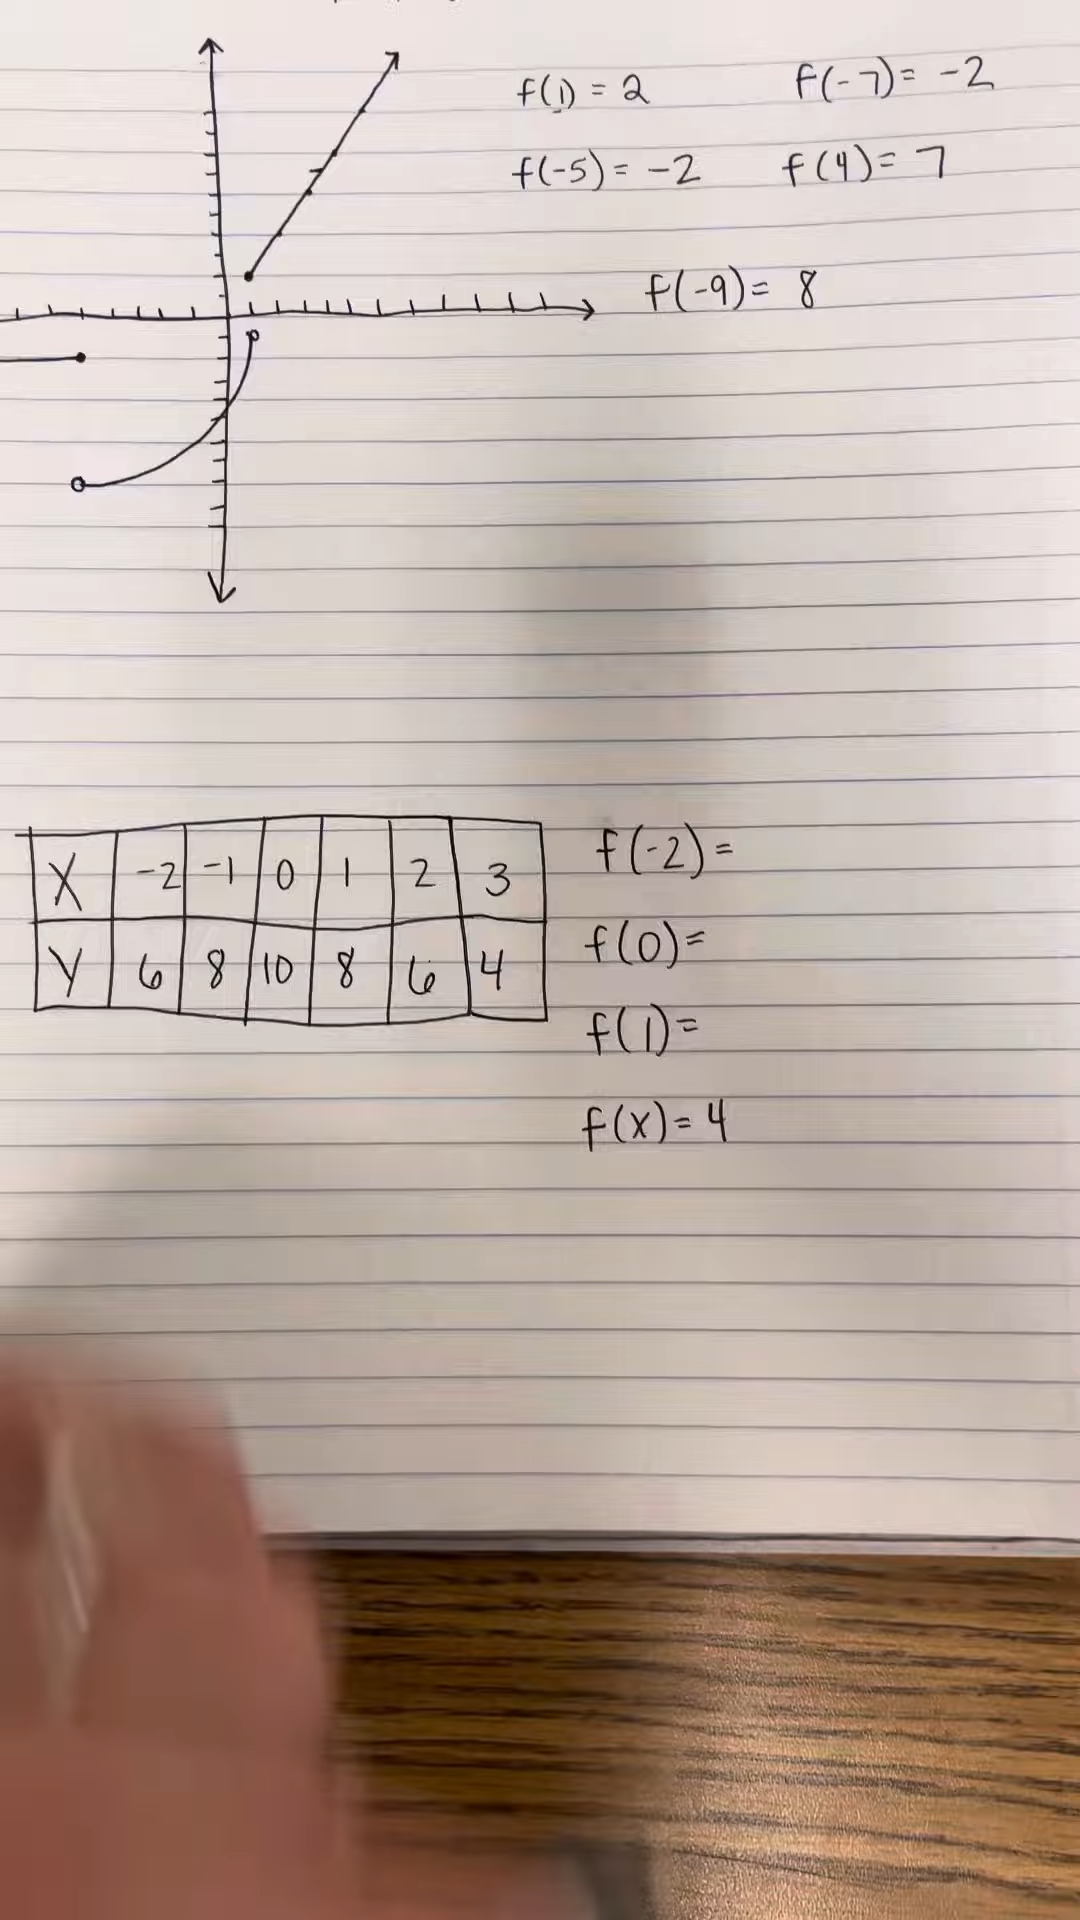 f(1) = 2 f(-7) = -2
f(-5) = -2 f(4) = 7
f(-9) = 8
X -2 -1 0 1 2 3
Y 6 8 10 8 6 4
f(-2) =
f(0) =
f(1) =
f(x) = 4